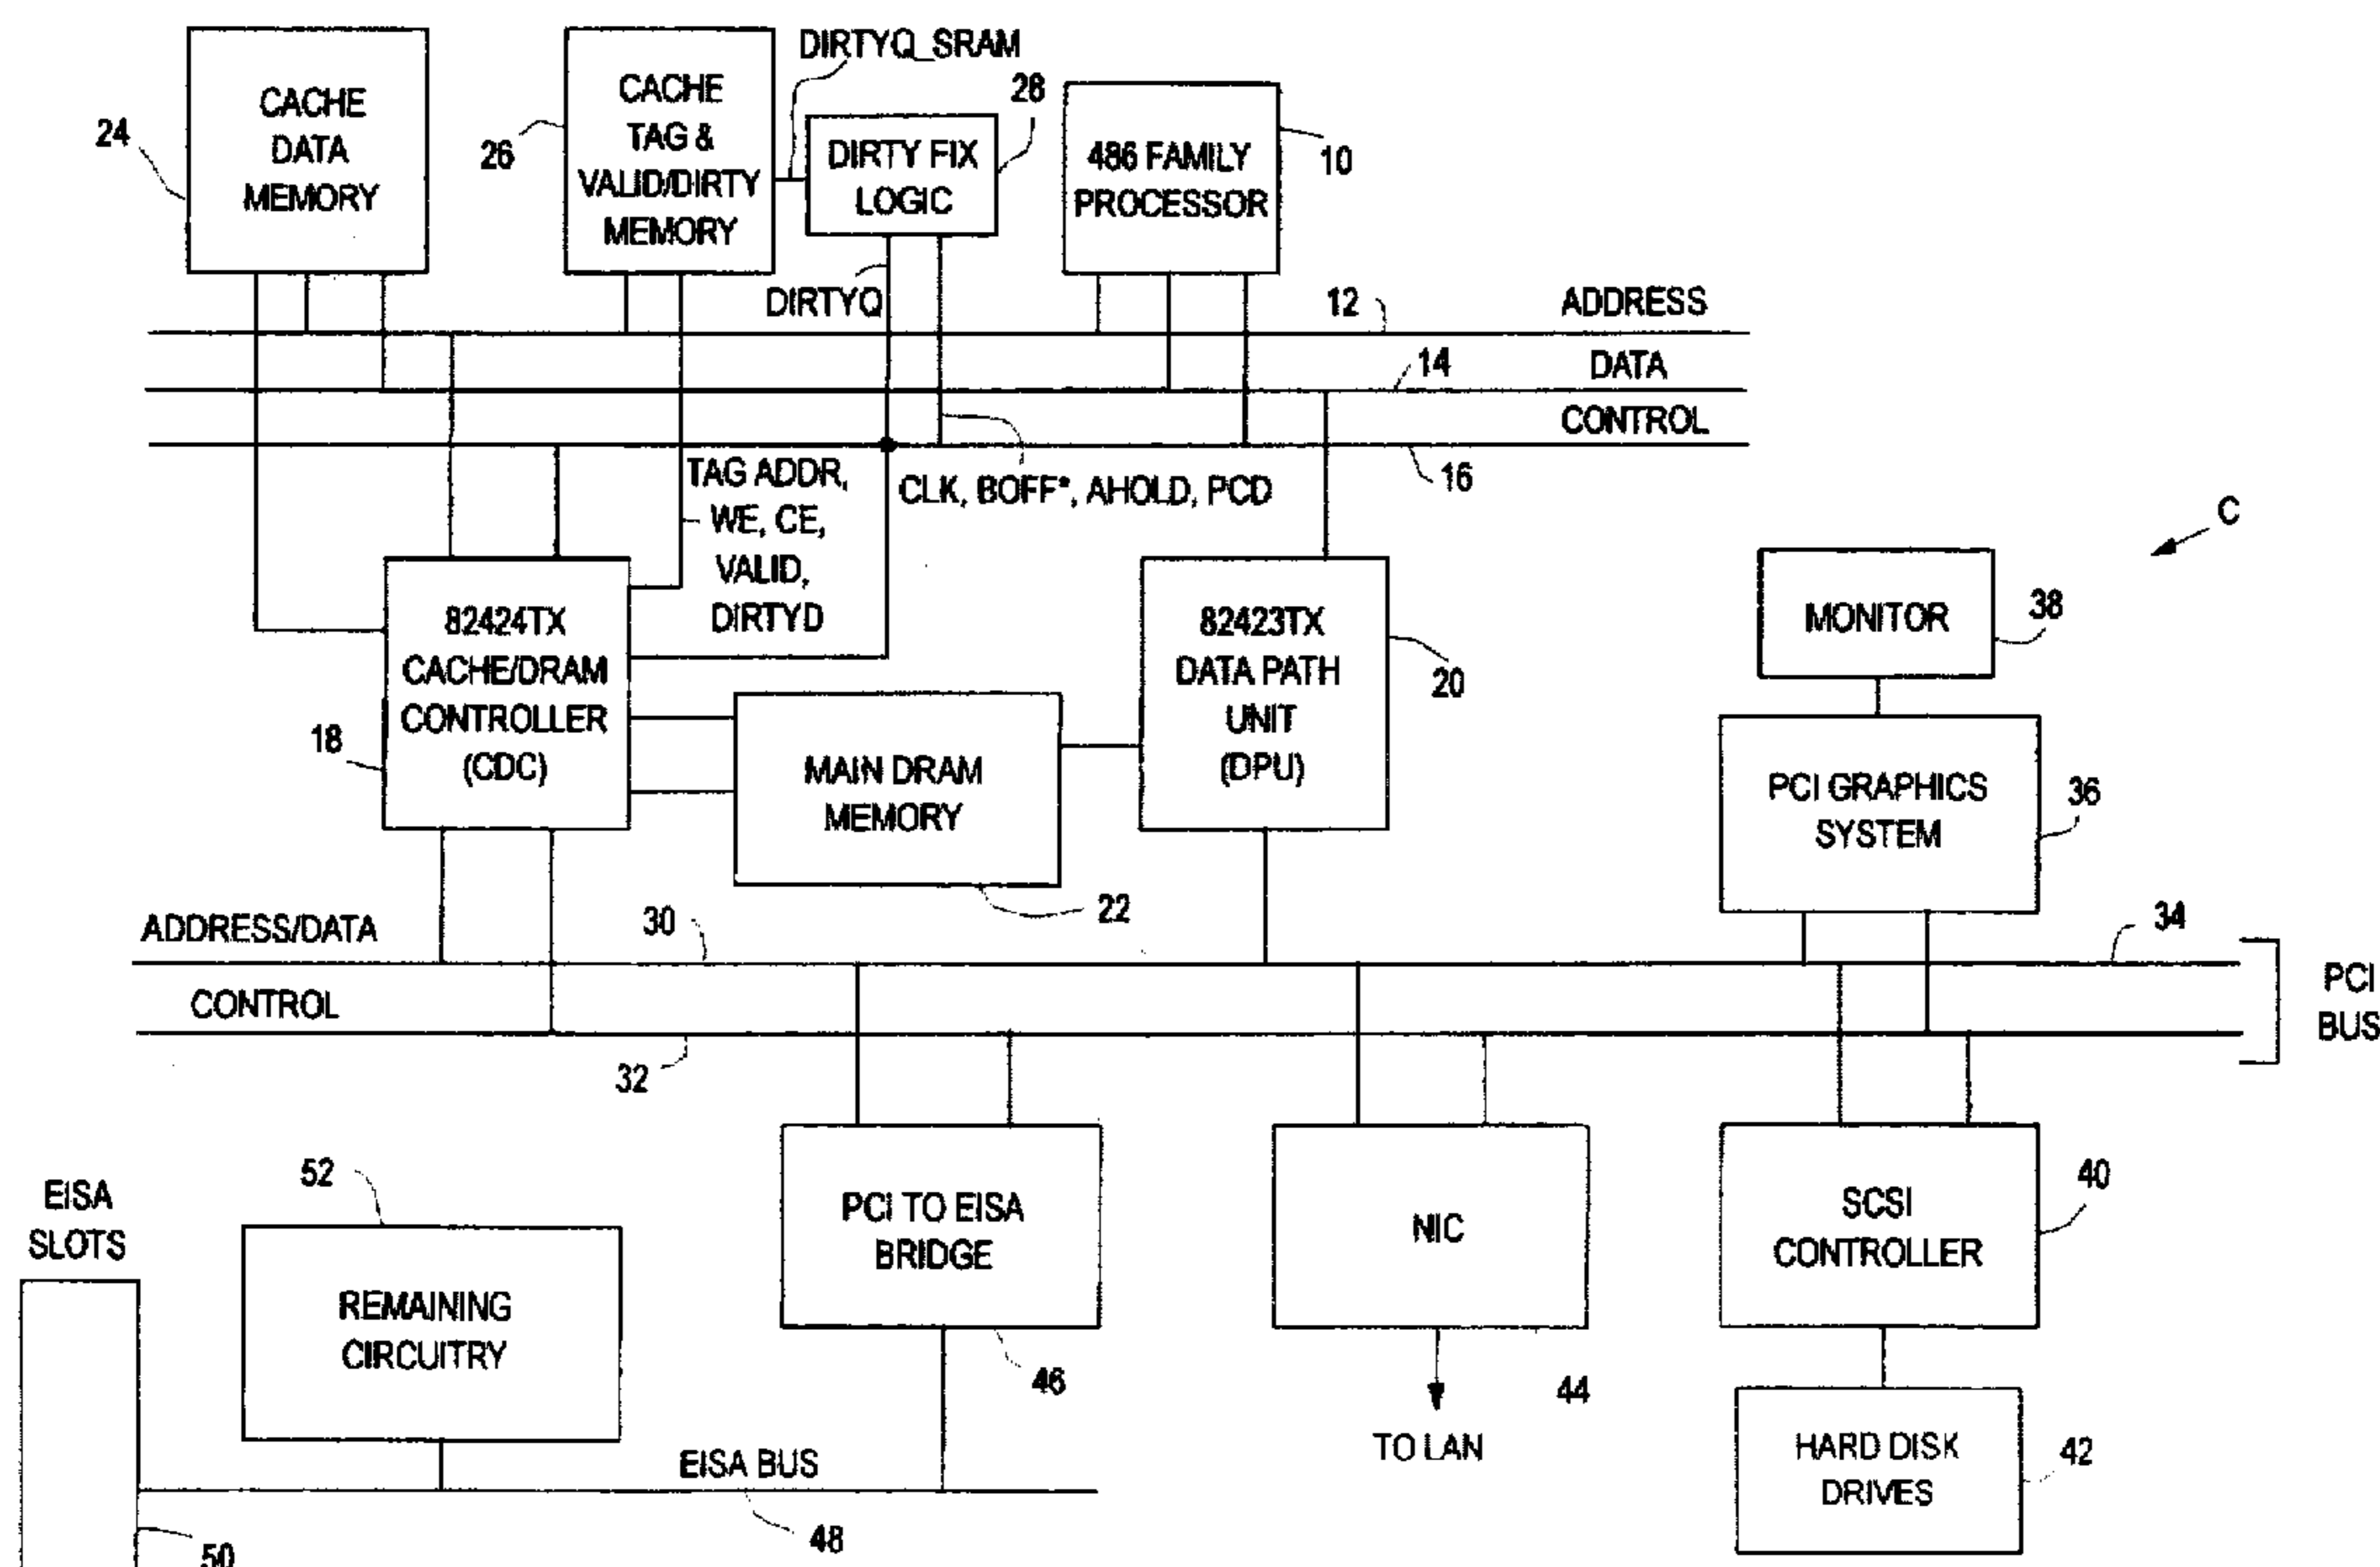 DIRTYQ_SRAM
CACHE
DATA
MEMORY
24
CACHE
TAG &
VALID/DIRTY
MEMORY
26
DIRTY FIX
LOGIC
28
486 FAMILY
PROCESSOR
10
DIRTYQ
12
ADDRESS
14
DATA
CONTROL
16
TAG ADDR,
WE, CE,
VALID,
DIRTYD
CLK, BOFF*, AHOLD, PCD
C
82424TX
CACHE/DRAM
CONTROLLER
(CDC)
18
82423TX
DATA PATH
UNIT
(DPU)
20
MONITOR
38
MAIN DRAM
MEMORY
22
PCI GRAPHICS
SYSTEM
36
ADDRESS/DATA
30
34
CONTROL
32
PCI
BUS
EISA
SLOTS
52
REMAINING
CIRCUITRY
PCI TO EISA
BRIDGE
46
NIC
44
TO LAN
SCSI
CONTROLLER
40
HARD DISK
DRIVES
42
EISA BUS
48
50